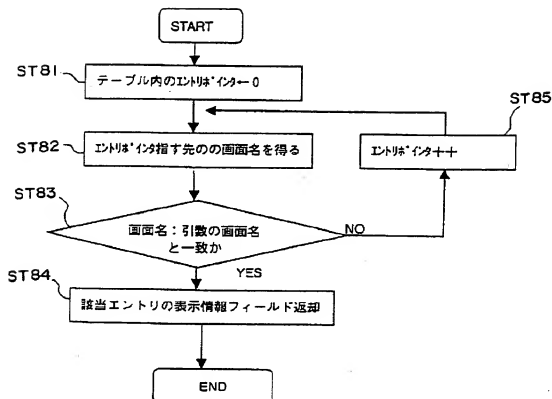 START
ST81
テーブル内のエントリポインタ←0
ST85
ST82
エントリポインタ指す先のの画面名を得る
エントリポインタ++
ST83
画面名：引数の画面名
と一致か
NO
YES
ST84
該当エントリの表示情報フィールド返却
END